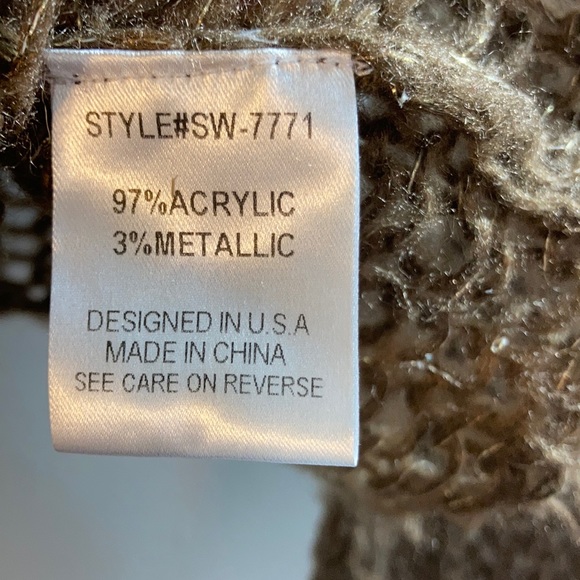 STYLE#SW-7771
97%ACRYLIC
3%METALLIC
DESIGNED IN U.S.A
MADE IN CHINA
SEE CARE ON REVERSE